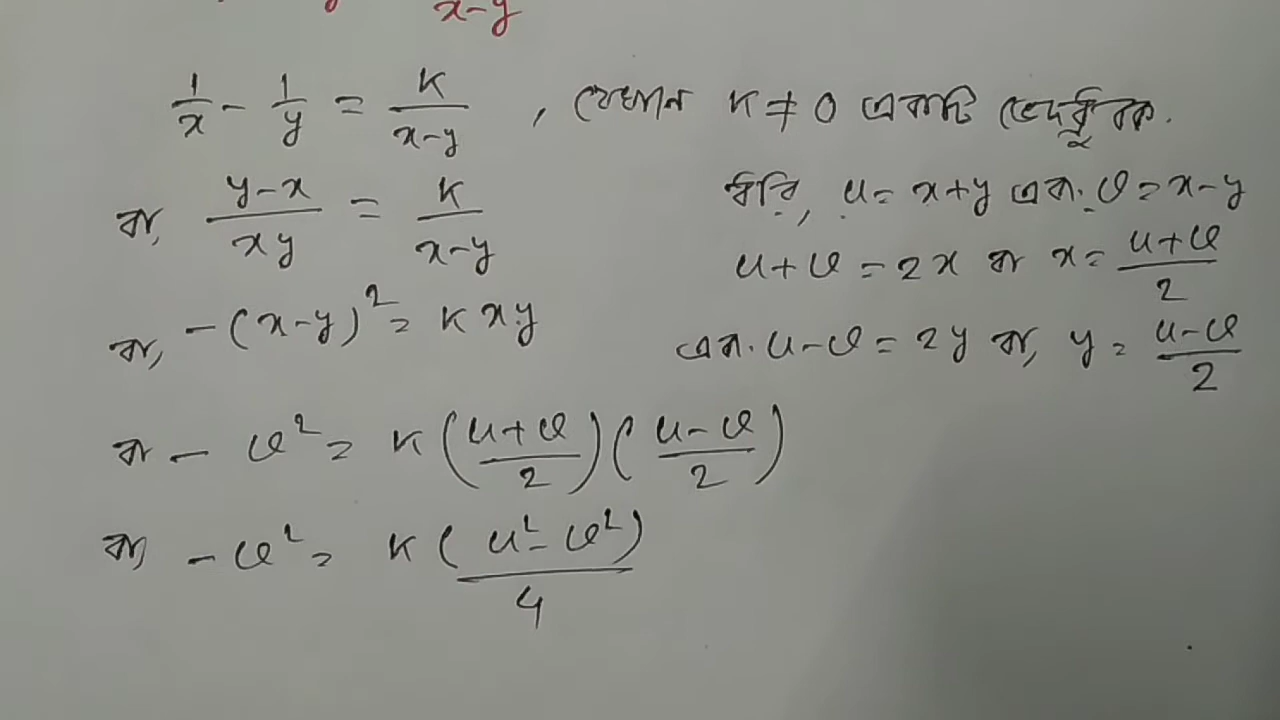 x-y
1/x - 1/y = K/(x-y) , যেখানে K ≠ 0 একটি ভেদধ্রুবক.
বা, (y-x)/xy = K/(x-y)
বা, -(x-y)² = Kxy
বা -v² = K((u+v)/2)((u-v)/2)
বা, -v² = K(u²-v²)/4
ধরি, u = x+y এবং v = x-y
u+v = 2x বা x = (u+v)/2
এবং u-v = 2y বা, y = (u-v)/2